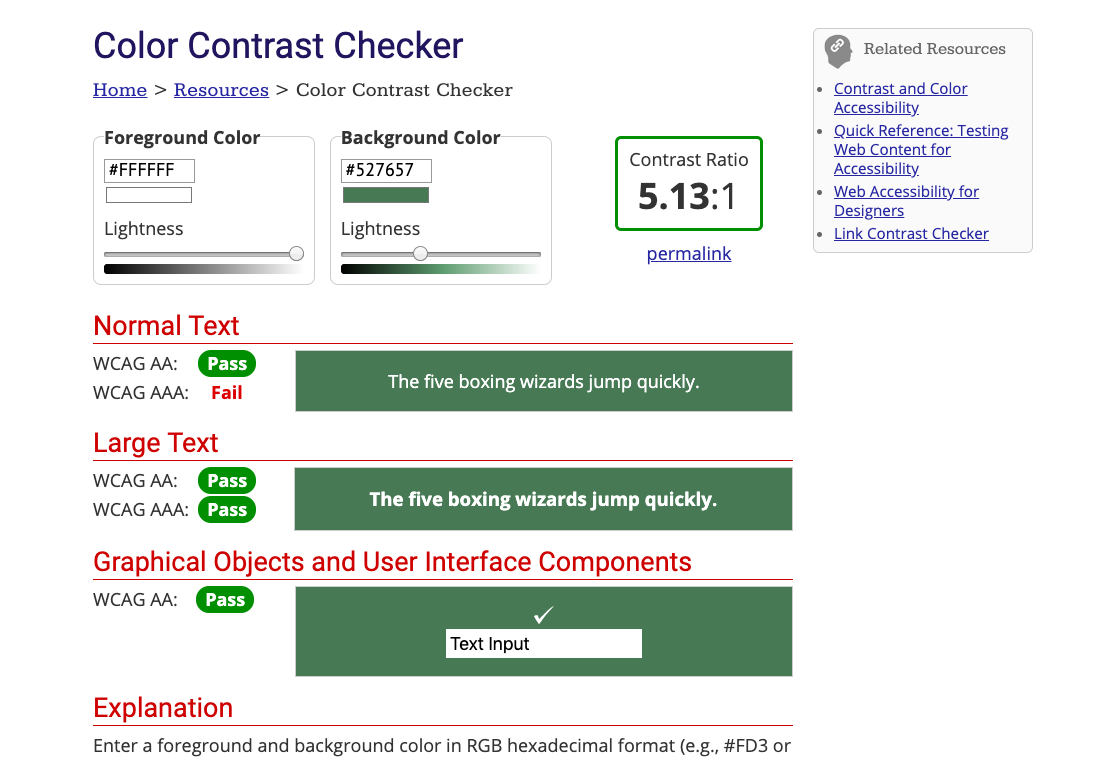 Color Contrast Checker
Home > Resources > Color Contrast Checker
Foreground Color
#FFFFFF
Lightness
Background Color
#527657
Lightness
Contrast Ratio
5.13:1
permalink
Related Resources
Contrast and Color
Accessibility
Quick Reference: Testing
Web Content for
Accessibility
Web Accessibility for
Designers
Link Contrast Checker
Normal Text
WCAG AA: Pass
WCAG AAA: Fail
The five boxing wizards jump quickly.
Large Text
WCAG AA: Pass
WCAG AAA: Pass
The five boxing wizards jump quickly.
Graphical Objects and User Interface Components
WCAG AA: Pass
✓
Text Input
Explanation
Enter a foreground and background color in RGB hexadecimal format (e.g., #FD3 or